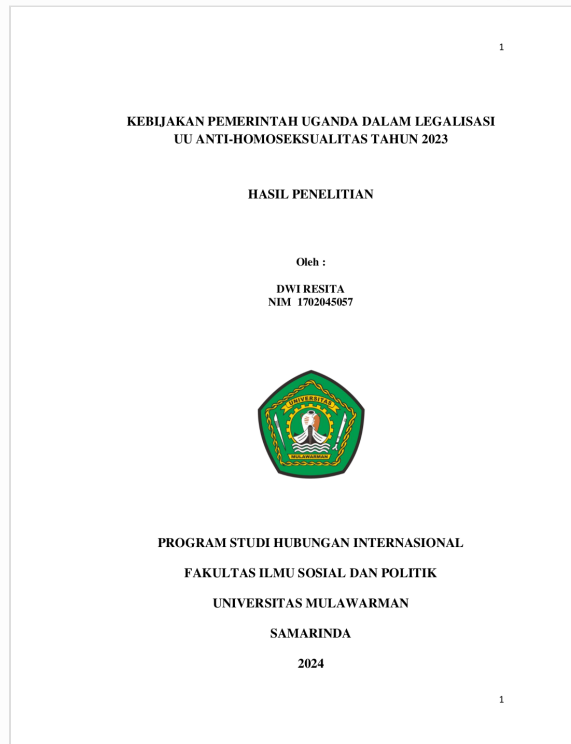 1
KEBIJAKAN PEMERINTAH UGANDA DALAM LEGALISASI
UU ANTI-HOMOSEKSUALITAS TAHUN 2023
HASIL PENELITIAN
Oleh :
DWI RESITA
NIM 1702045057
UNIVERSITAS
MULAWARMAN
PROGRAM STUDI HUBUNGAN INTERNASIONAL
FAKULTAS ILMU SOSIAL DAN POLITIK
UNIVERSITAS MULAWARMAN
SAMARINDA
2024
1